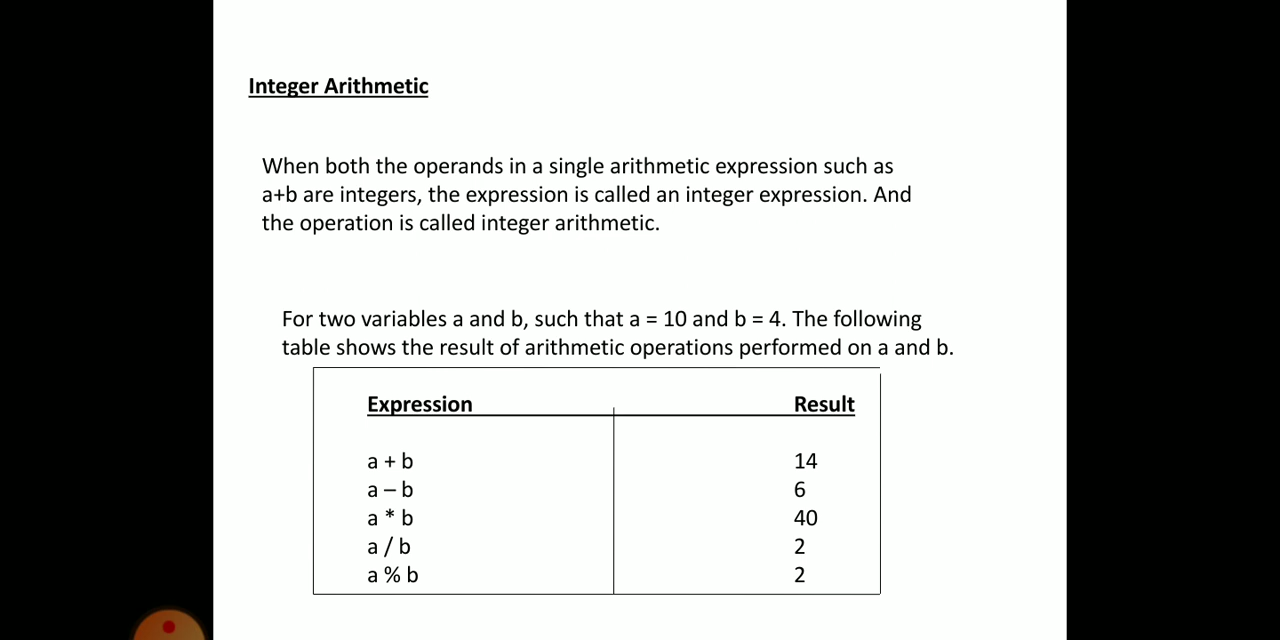 Integer Arithmetic
When both the operands in a single arithmetic expression such as
a+b are integers, the expression is called an integer expression. And
the operation is called integer arithmetic.
For two variables a and b, such that a = 10 and b = 4. The following
table shows the result of arithmetic operations performed on a and b.
Expression Result
a + b 14
a – b 6
a * b 40
a / b 2
a % b 2